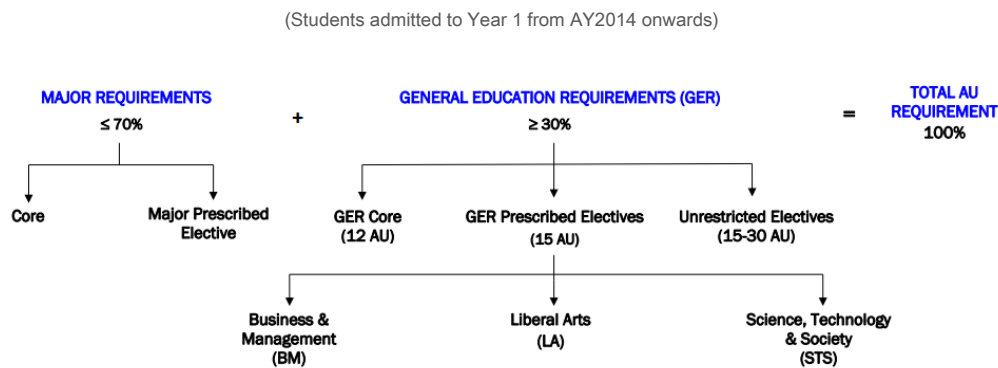 (Students admitted to Year 1 from AY2014 onwards)
MAJOR REQUIREMENTS
≤ 70%
+
GENERAL EDUCATION REQUIREMENTS (GER)
≥ 30%
=
TOTAL AU
REQUIREMENT
100%
Core
Major Prescribed
Elective
GER Core
(12 AU)
GER Prescribed Electives
(15 AU)
Unrestricted Electives
(15-30 AU)
Business &
Management
(BM)
Liberal Arts
(LA)
Science, Technology
& Society
(STS)